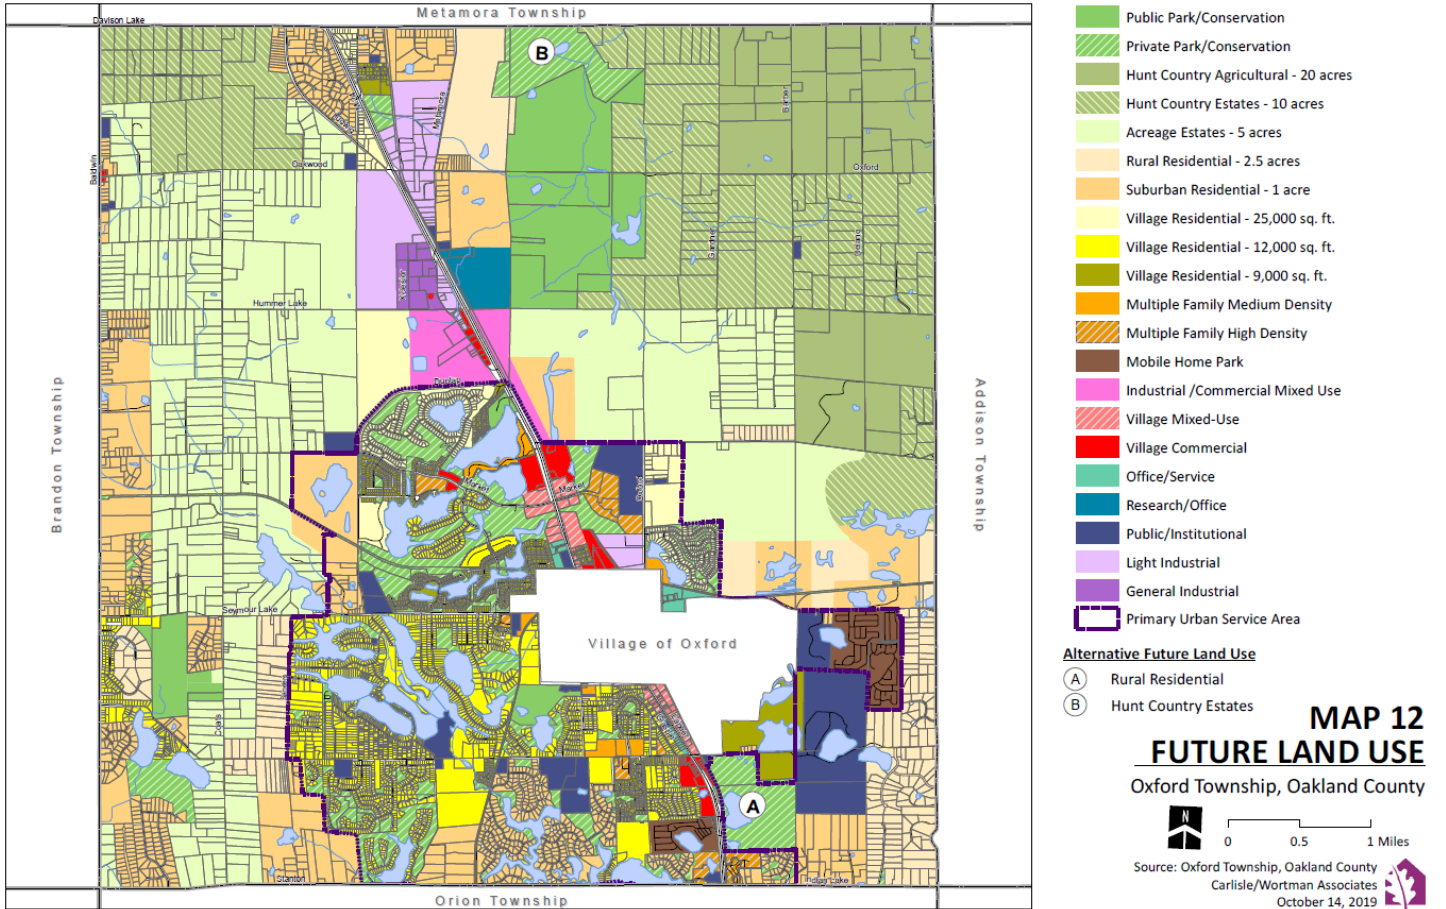 Metamora Township
Davison Lake
B
Metamora
Barber
Baldwin
Oakwood
Oxford
Gardner
Delano
Hummer Lake
Brandon Township
Addison Township
Dunlap
Market
Market
Seymour Lake
Village of Oxford
Coats
A
Stanton
Indian Lake
Orion Township
Public Park/Conservation
Private Park/Conservation
Hunt Country Agricultural - 20 acres
Hunt Country Estates - 10 acres
Acreage Estates - 5 acres
Rural Residential - 2.5 acres
Suburban Residential - 1 acre
Village Residential - 25,000 sq. ft.
Village Residential - 12,000 sq. ft.
Village Residential - 9,000 sq. ft.
Multiple Family Medium Density
Multiple Family High Density
Mobile Home Park
Industrial /Commercial Mixed Use
Village Mixed-Use
Village Commercial
Office/Service
Research/Office
Public/Institutional
Light Industrial
General Industrial
Primary Urban Service Area
Alternative Future Land Use
A Rural Residential
B Hunt Country Estates
MAP 12
FUTURE LAND USE
Oxford Township, Oakland County
N
0 0.5 1 Miles
Source: Oxford Township, Oakland County
Carlisle/Wortman Associates
October 14, 2019